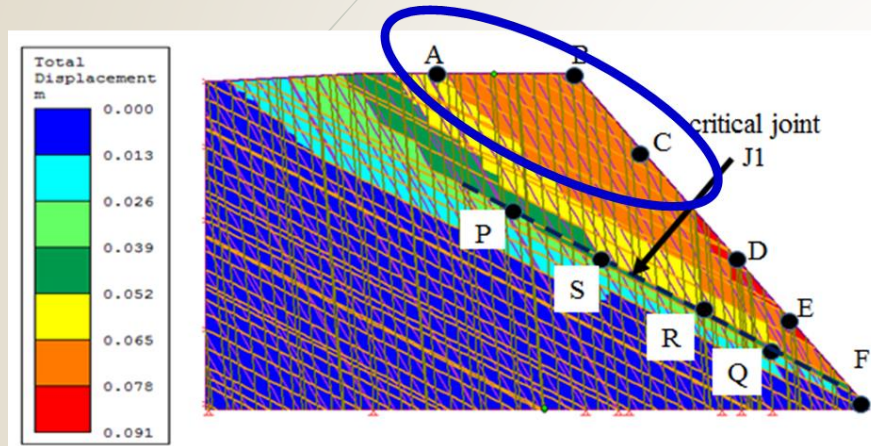 Total
Displacement
m
0.000
0.013
0.026
0.039
0.052
0.065
0.078
0.091
A
B
C
critical joint
J1
P
S
D
R
E
Q
F